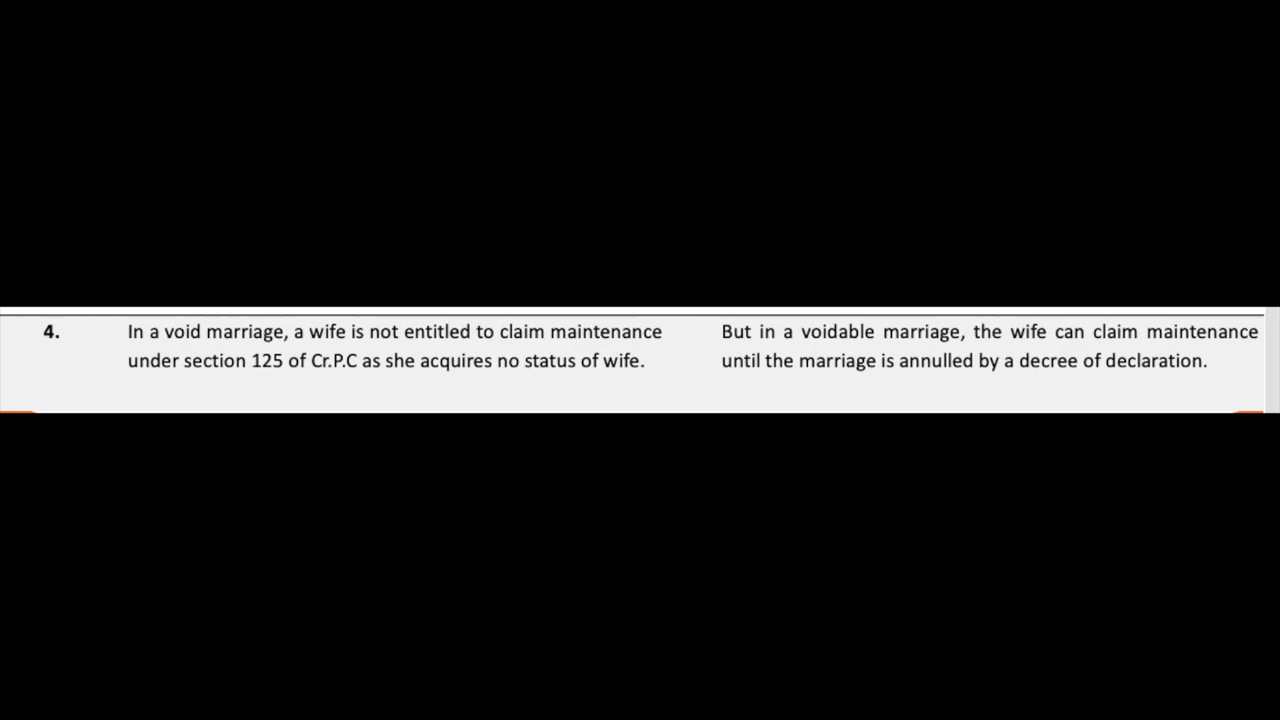 4. In a void marriage, a wife is not entitled to claim maintenance
under section 125 of Cr.P.C as she acquires no status of wife.
But in a voidable marriage, the wife can claim maintenance
until the marriage is annulled by a decree of declaration.